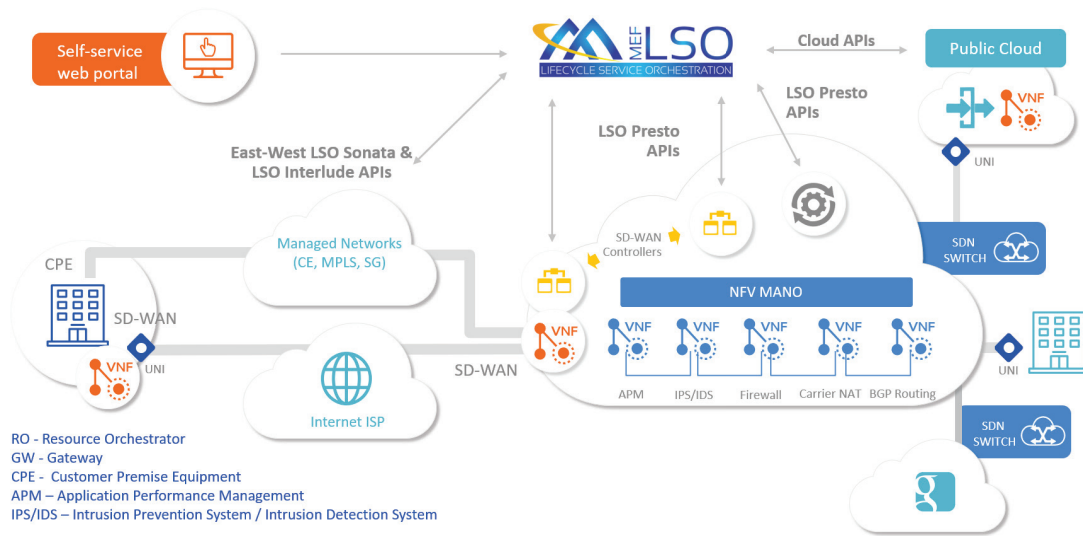 Self-service
web portal
MEF
LSO
LIFECYCLE SERVICE ORCHESTRATION
Cloud APIs
Public Cloud
VNF
UNI
LSO Presto
APIs
LSO Presto
APIs
East-West LSO Sonata &
LSO Interlude APIs
SD-WAN
Controllers
SDN
SWITCH
Managed Networks
(CE, MPLS, SG)
CPE
SD-WAN
VNF
UNI
NFV MANO
VNF
VNF
VNF
VNF
VNF
VNF
APM
IPS/IDS
Firewall
Carrier NAT
BGP Routing
UNI
SD-WAN
Internet ISP
SDN
SWITCH
g
RO - Resource Orchestrator
GW - Gateway
CPE - Customer Premise Equipment
APM – Application Performance Management
IPS/IDS – Intrusion Prevention System / Intrusion Detection System